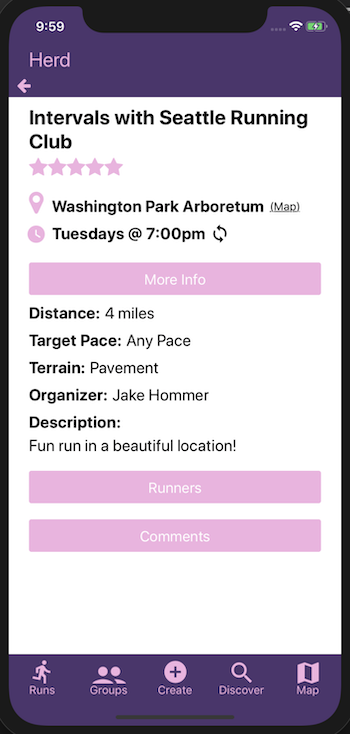 9:59
Herd
Intervals with Seattle Running
Club
Washington Park Arboretum (Map)
Tuesdays @ 7:00pm
More Info
Distance: 4 miles
Target Pace: Any Pace
Terrain: Pavement
Organizer: Jake Hommer
Description:
Fun run in a beautiful location!
Runners
Comments
Runs Groups Create Discover Map